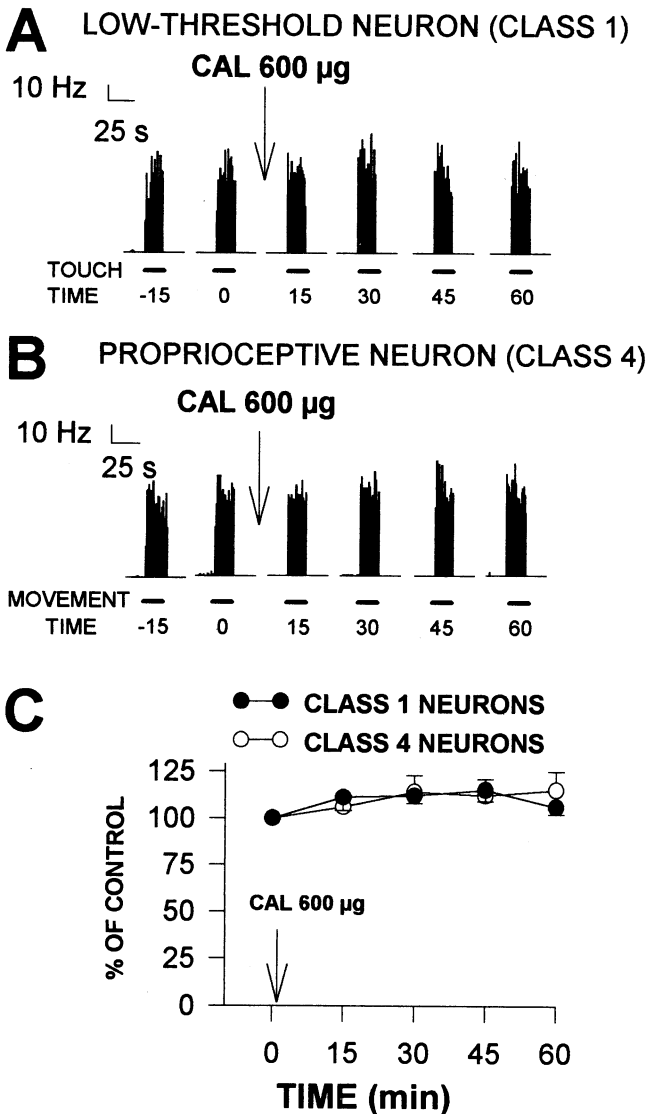 A
LOW-THRESHOLD NEURON (CLASS 1)
CAL 600 µg
10 Hz
25 s
TOUCH
TIME -15 0 15 30 45 60
B
PROPRIOCEPTIVE NEURON (CLASS 4)
CAL 600 µg
10 Hz
25 s
MOVEMENT
TIME -15 0 15 30 45 60
C
CLASS 1 NEURONS
CLASS 4 NEURONS
% OF CONTROL
125
100
75
50
25
0
CAL 600 µg
0 15 30 45 60
TIME (min)